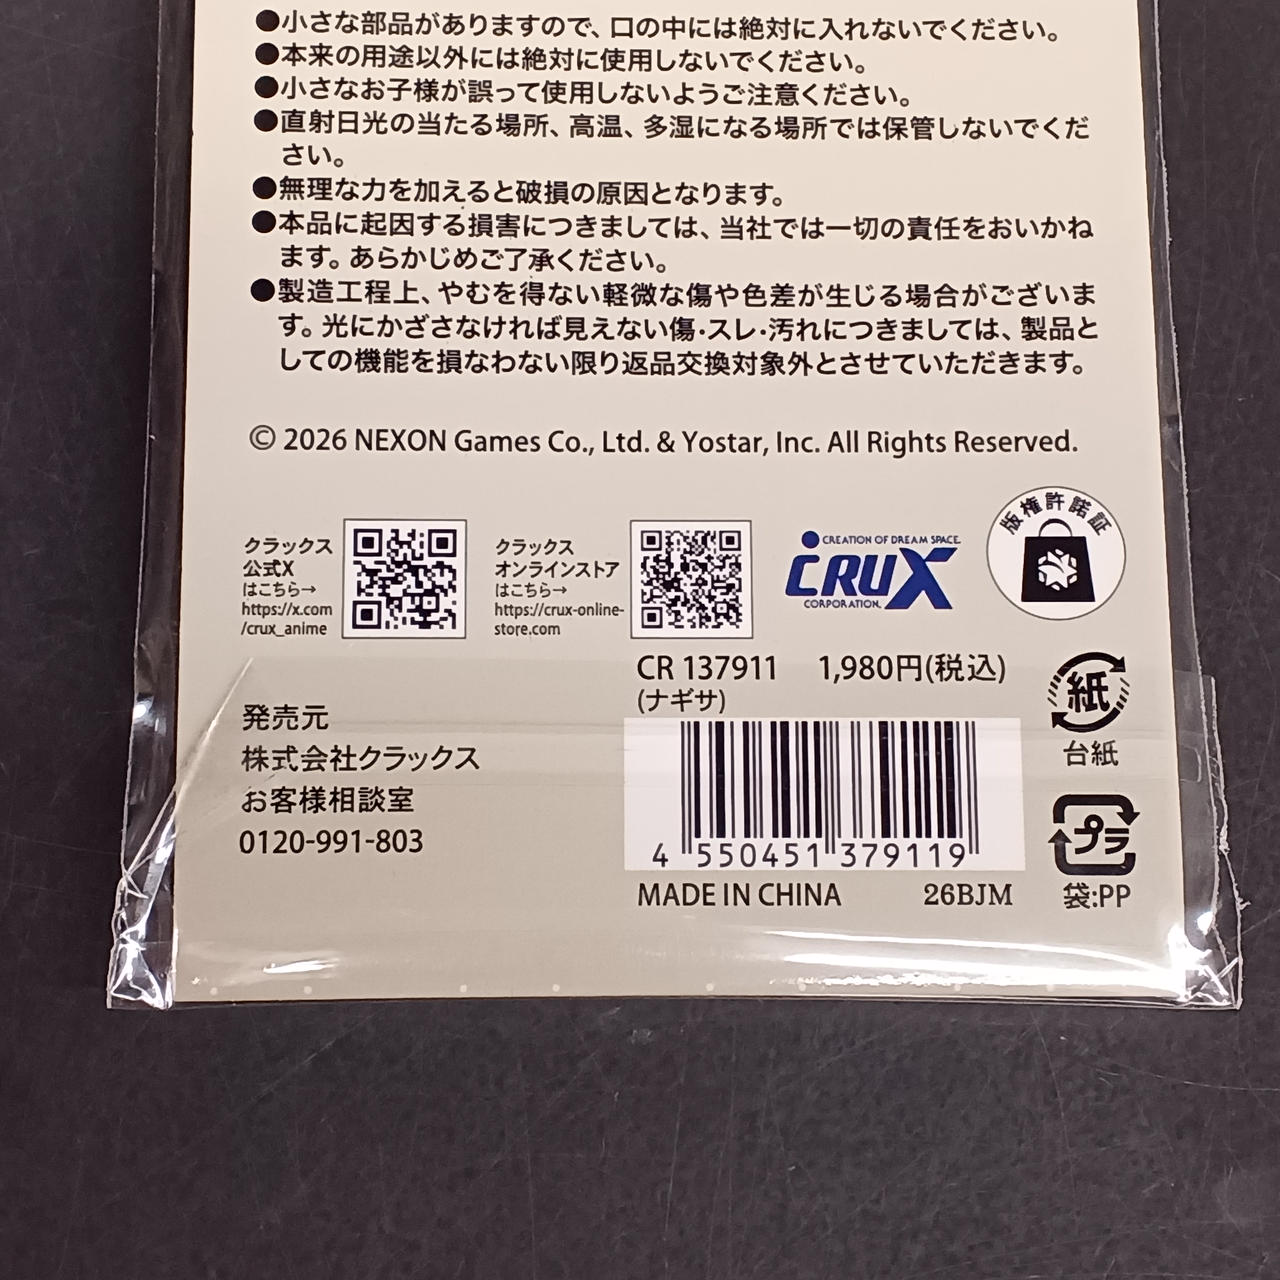 ●小さな部品がありますので、口の中には絶対に入れないでください。
●本来の用途以外には絶対に使用しないでください。
●小さなお子様が誤って使用しないようご注意ください。
●直射日光の当たる場所、高温、多湿になる場所では保管しないでくだ
さい。
●無理な力を加えると破損の原因となります。
●本品に起因する損害につきましては、当社では一切の責任をおいかね
ます。あらかじめご了承ください。
●製造工程上、やむを得ない軽微な傷や色差が生じる場合がございま
す。光にかざさなければ見えない傷・スレ・汚れにつきましては、製品と
しての機能を損なわない限り返品交換対象外とさせていただきます。
© 2026 NEXON Games Co., Ltd. & Yostar, Inc. All Rights Reserved.
クラックス
公式X
はこちら→
https://x.com
/crux_anime
クラックス
オンラインストア
はこちら→
https://crux-online-
store.com
CREATION OF DREAM SPACE.
CRUX
CORPORATION.
版権許諾証
CR 137911 1,980円(税込)
(ナギサ)
発売元
株式会社クラックス
お客様相談室
0120-991-803
4 550451 379119
MADE IN CHINA 26BJM
紙
台紙
プラ
袋:PP